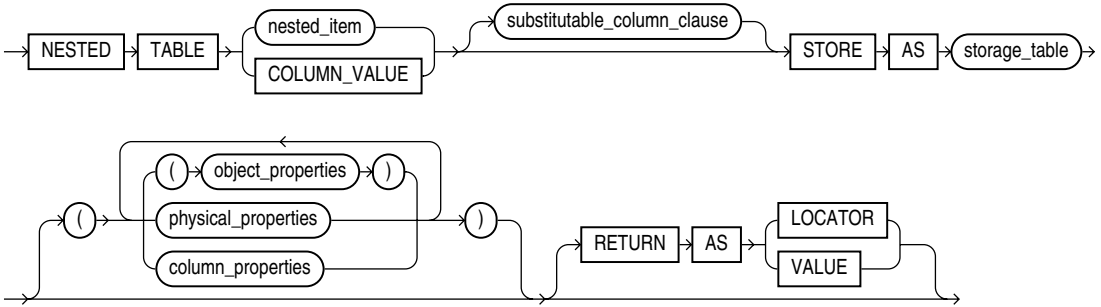 nested_item substitutable_column_clause
NESTED TABLE STORE AS storage_table
COLUMN_VALUE
( object_properties )
( physical_properties ) LOCATOR
RETURN AS
column_properties VALUE